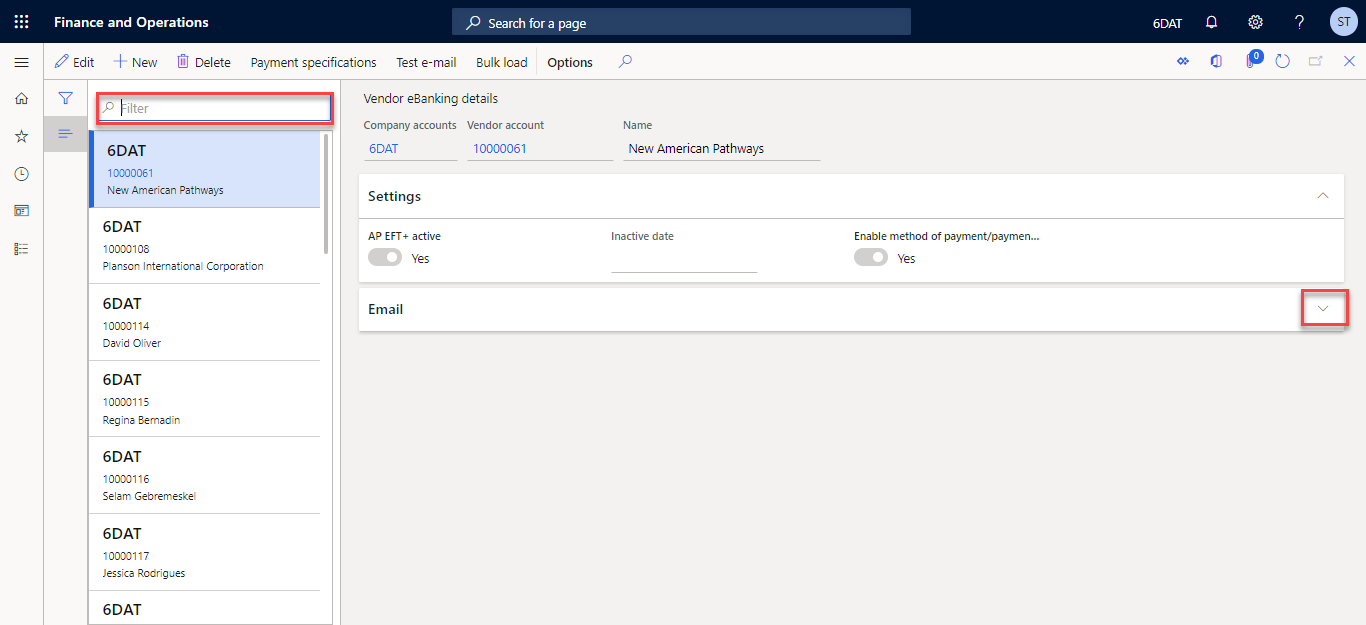 Finance and Operations
Search for a page
6DAT
?
ST
Edit
New
Delete
Payment specifications
Test e-mail
Bulk load
Options
0
Filter
6DAT
10000061
New American Pathways
6DAT
10000108
Planson International Corporation
6DAT
10000114
David Oliver
6DAT
10000115
Regina Bernadin
6DAT
10000116
Selam Gebremeskel
6DAT
10000117
Jessica Rodrigues
6DAT
Vendor eBanking details
Company accounts
Vendor account
Name
6DAT
10000061
New American Pathways
Settings
AP EFT+ active
Inactive date
Enable method of payment/paymen...
Yes
Yes
Email